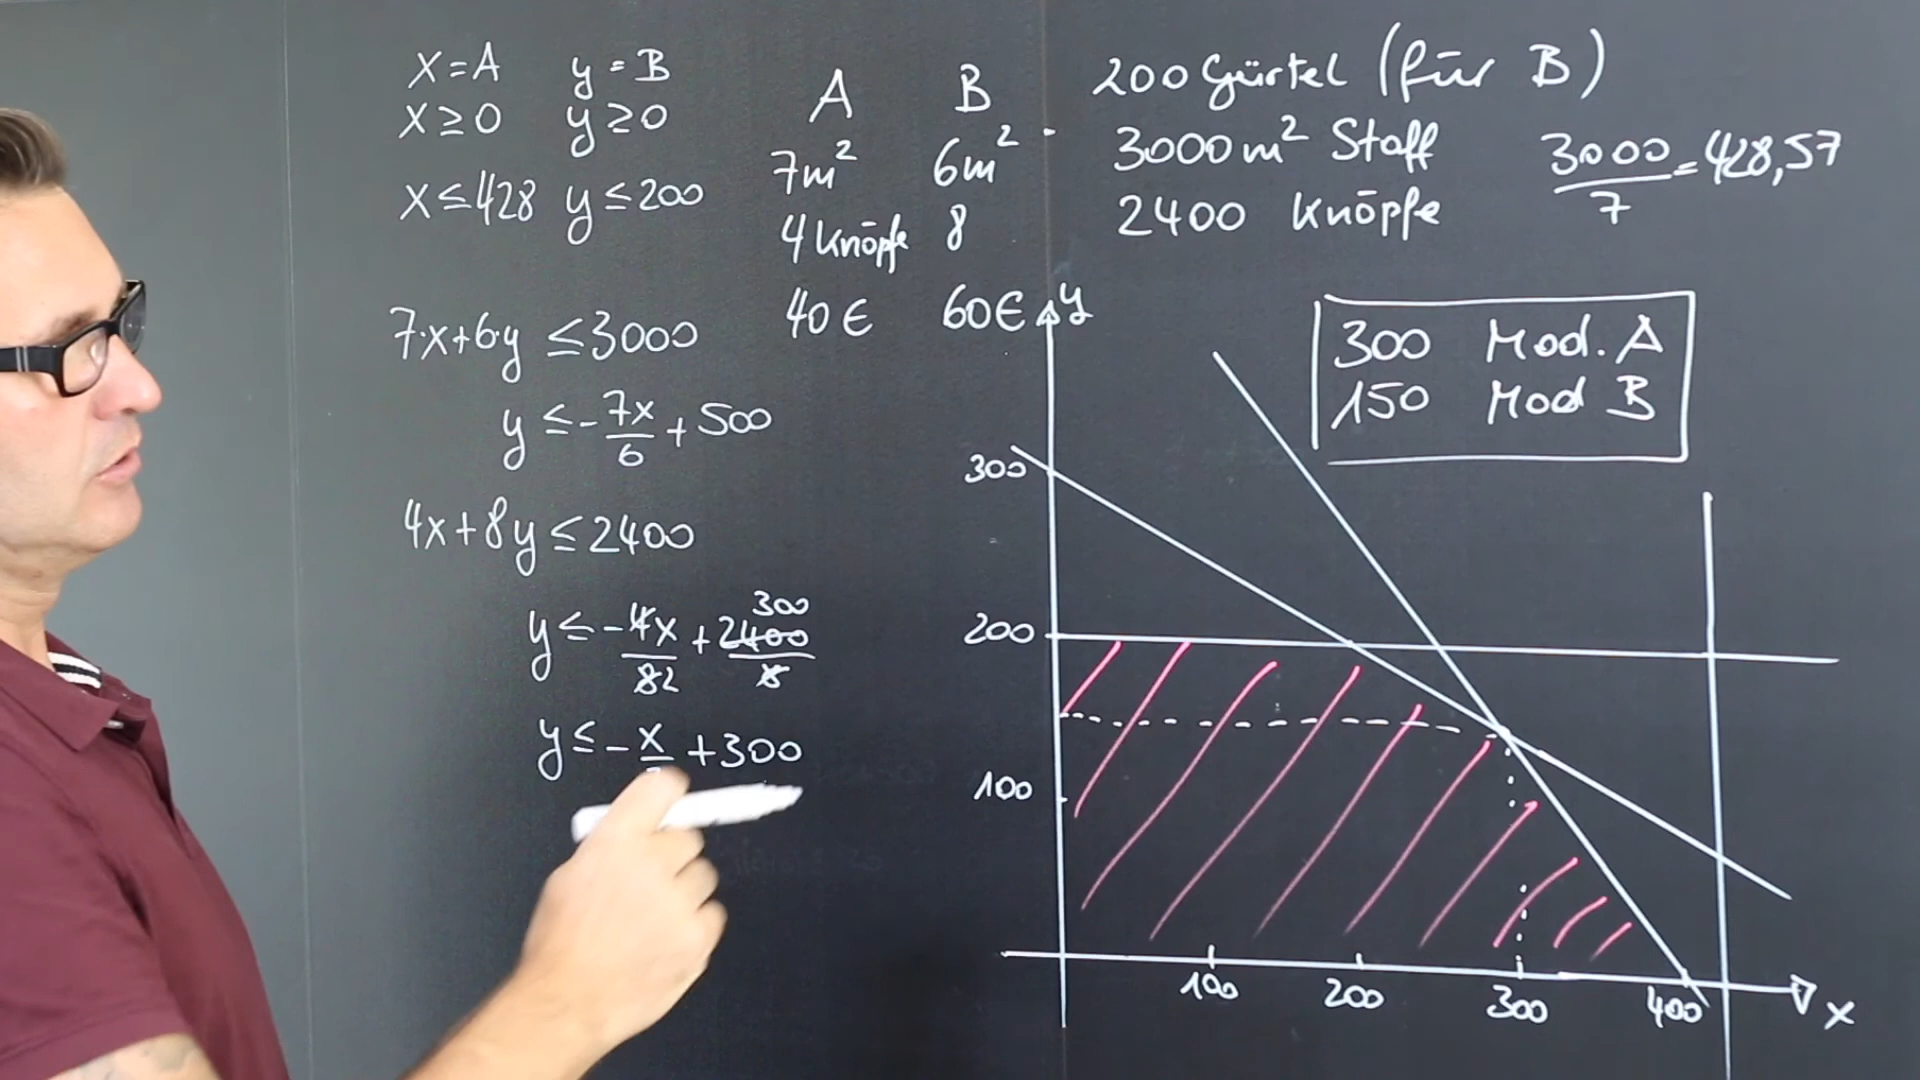 x = A   y = B
x ≥ 0   y ≥ 0
x ≤ 428   y ≤ 200
7·x + 6·y ≤ 3000
y ≤ - 7x/6 + 500
4x + 8y ≤ 2400
300
y ≤ - 4x/82 + 2400/8
y ≤ - x/ + 300
A   B
7m²   6m²
4 Knöpfe   8
40 €   60 €
200 Gürtel (für B)
3000 m² Stoff   3000/7 = 428,57
2400 Knöpfe
300 Mod. A
150 Mod B
y
300
200
100
100   200   300   400   x